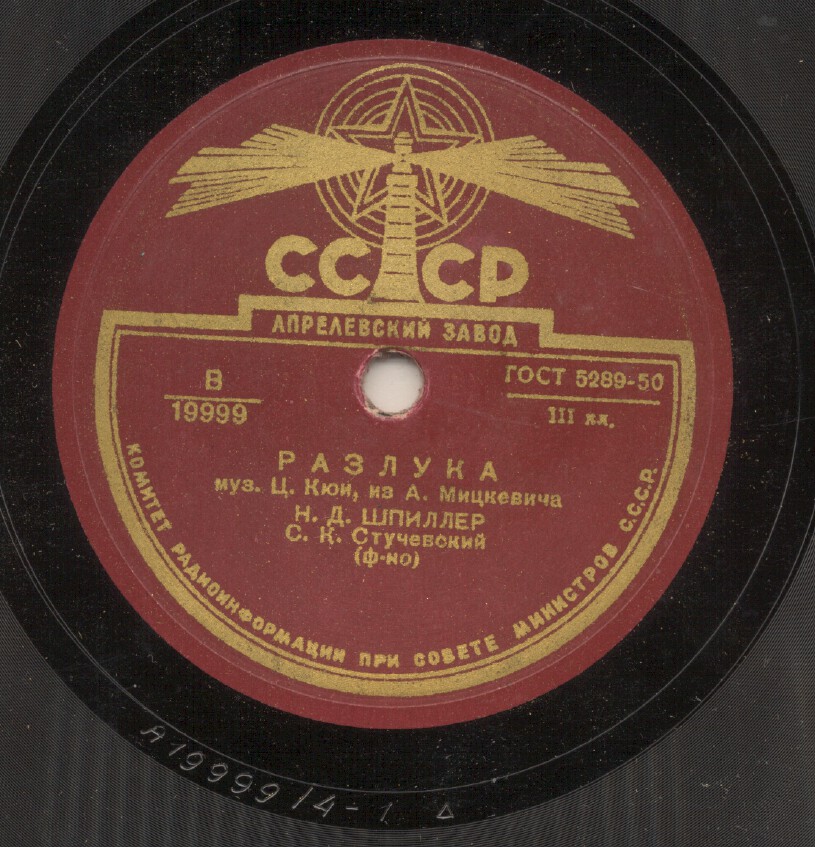 СССР
АПРЕЛЕВСКИЙ ЗАВОД
В
19999
ГОСТ 5289-50
III кл.
РАЗЛУКА
муз. Ц. Кюи, из А. Мицкевича
Н. Д. ШПИЛЛЕР
С. К. Стучевский
(ф-но)
КОМИТЕТ РАДИОИНФОРМАЦИИ ПРИ СОВЕТЕ МИНИСТРОВ С.С.С.Р.
А19999/4-1 Δ